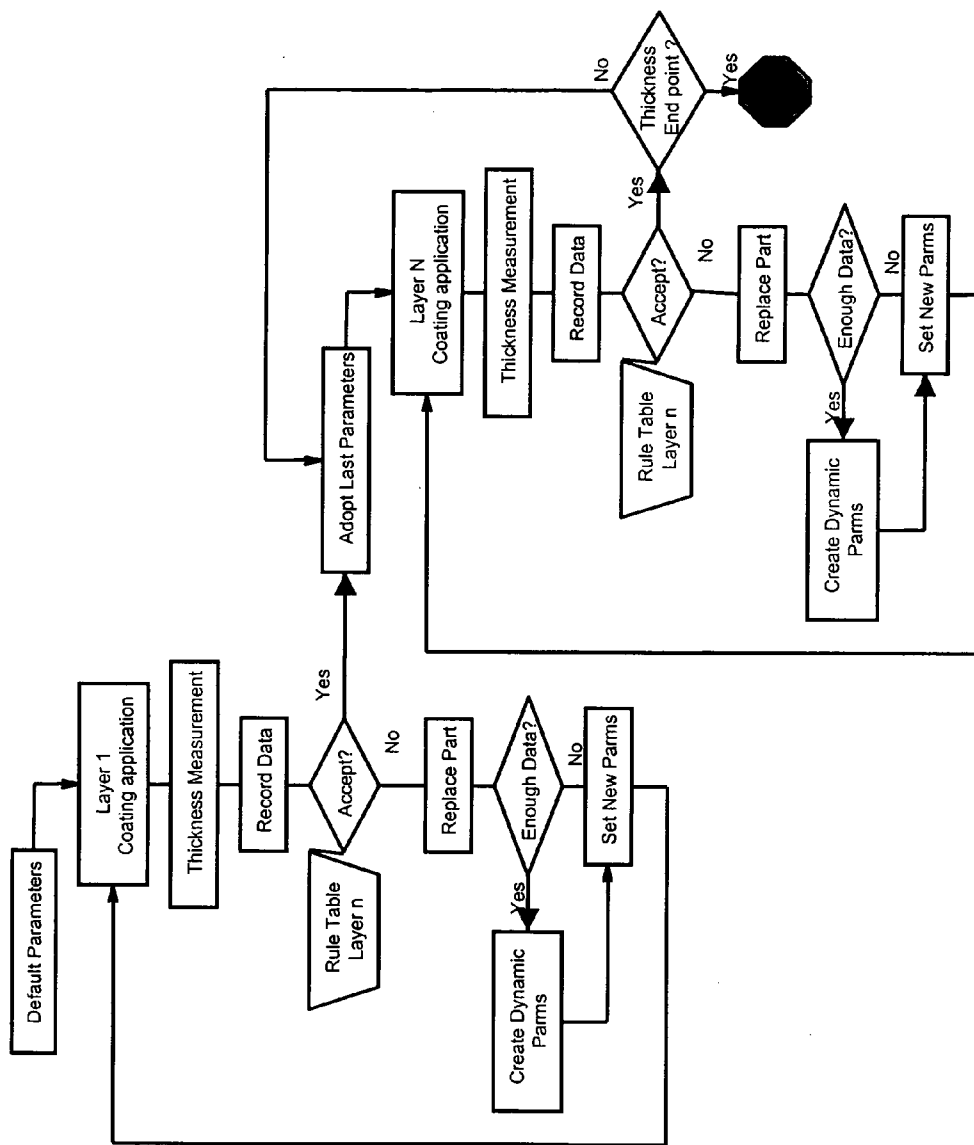 Default Parameters
Layer 1
Coating application
Thickness Measurement
Record Data
Accept?
Yes
No
Rule Table
Layer n
Replace Part
Enough Data?
Yes
No
Create Dynamic
Parms
Set New Parms
Adopt Last Parameters
Layer N
Coating application
Thickness Measurement
Record Data
Accept?
Yes
No
Rule Table
Layer n
Thickness
End point ?
No
Yes
Replace Part
Enough Data?
Yes
No
Create Dynamic
Parms
Set New Parms